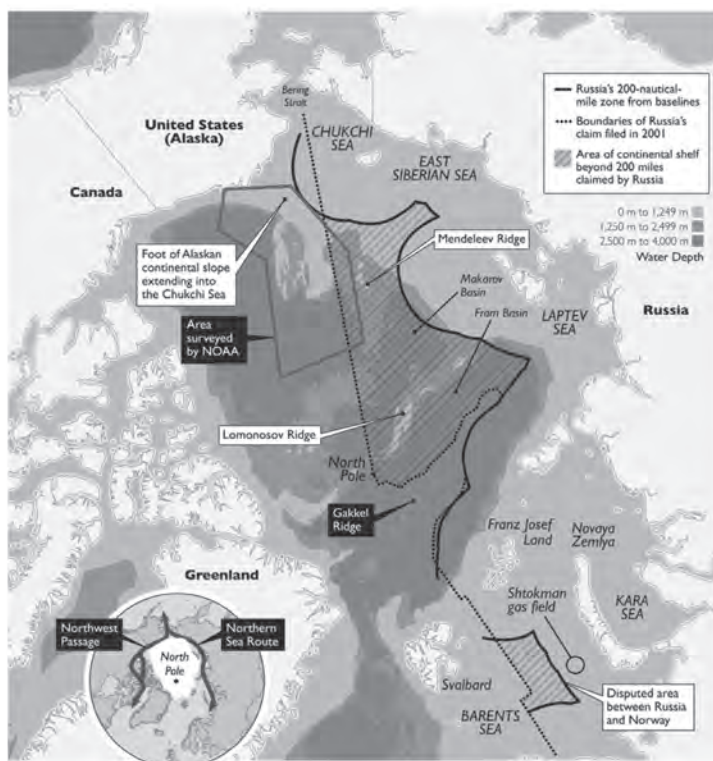 Bering
Strait
United States
(Alaska)
CHUKCHI
SEA
EAST
SIBERIAN SEA
Russia's 200-nautical-
mile zone from baselines
Boundaries of Russia's
claim filed in 2001
Area of continental shelf
beyond 200 miles
claimed by Russia
0 m to 1,249 m
1,250 m to 2,499 m
2,500 m to 4,000 m
Water Depth
Canada
Foot of Alaskan
continental slope
extending into
the Chukchi Sea
Mendeleev Ridge
Makarov
Basin
Fram Basin
LAPTEV
SEA
Russia
Area
surveyed
by NOAA
Lomonosov Ridge
North
Pole
Gakkel
Ridge
Franz Josef
Land
Novaya
Zemlya
Greenland
Shtokman
gas field
KARA
SEA
Northwest
Passage
Northern
Sea Route
North
Pole
Svalbard
BARENTS
SEA
Disputed area
between Russia
and Norway